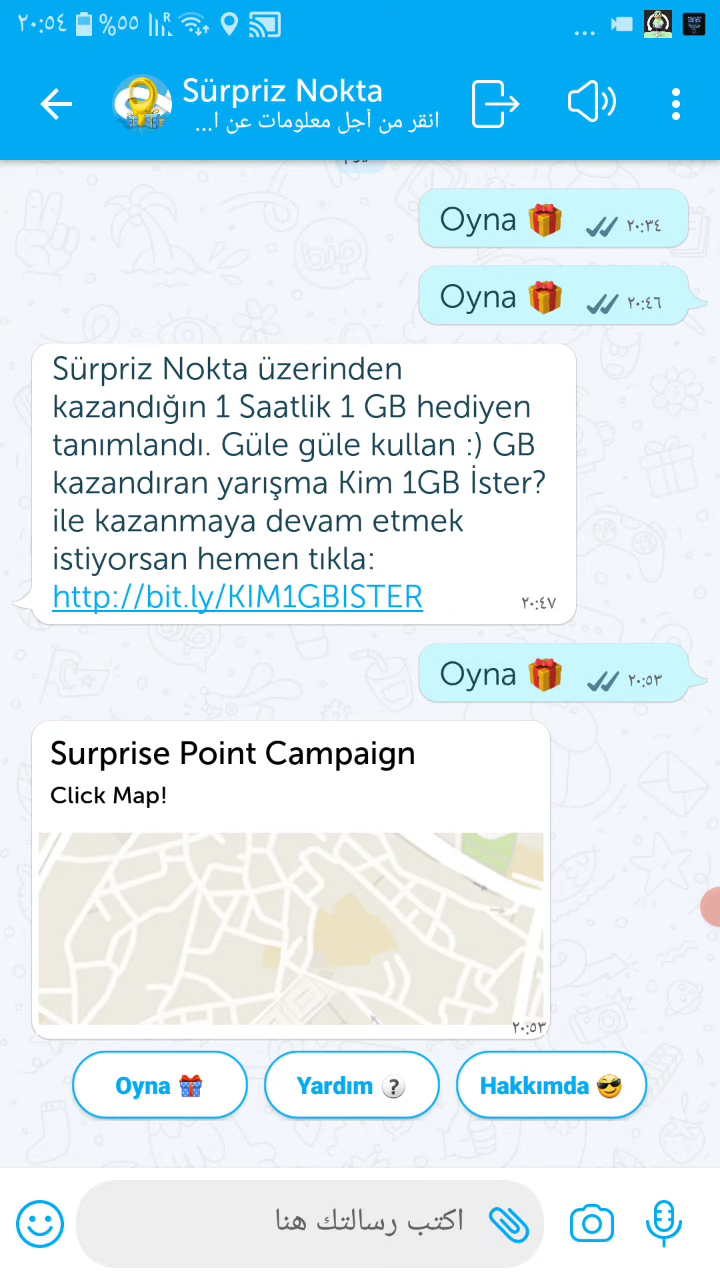 ٢٠:٥٤ %٥٥ R ...
Sürpriz Nokta
انقر من أجل معلومات عن ا...
Oyna 🎁 ٢٠:٣٤
Oyna 🎁 ٢٠:٤٦
Sürpriz Nokta üzerinden
kazandığın 1 Saatlik 1 GB hediyen
tanımlandı. Güle güle kullan :) GB
kazandıran yarışma Kim 1GB İster?
ile kazanmaya devam etmek
istiyorsan hemen tıkla:
http://bit.ly/KIM1GBISTER ٢٠:٤٧
Oyna 🎁 ٢٠:٥٣
Surprise Point Campaign
Click Map!
٢٠:٥٣
Oyna 🎁 Yardım ? Hakkımda 😎
اكتب رسالتك هنا